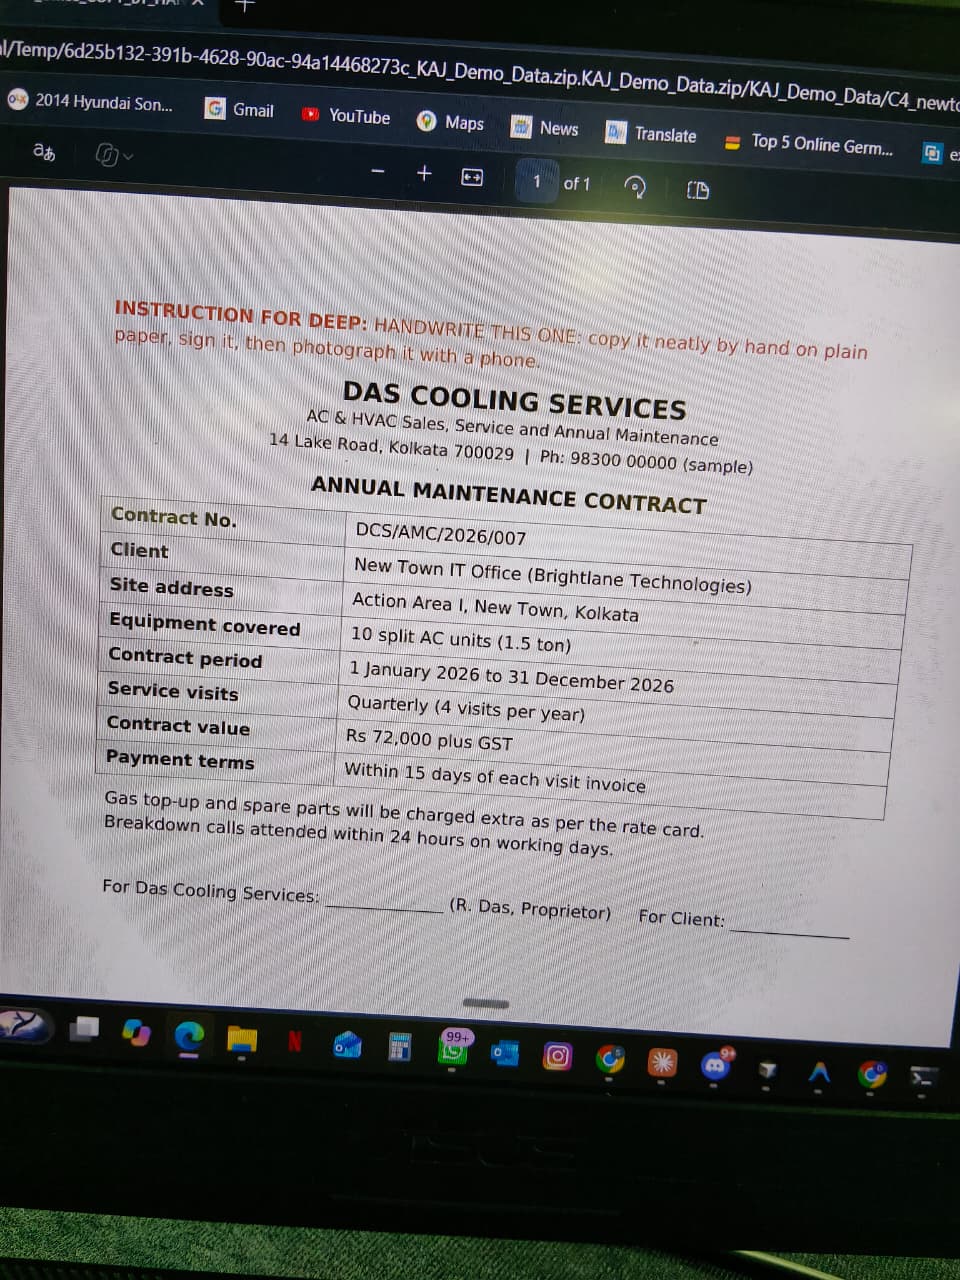 al/Temp/6d25b132-391b-4628-90ac-94a14468273c_KAJ_Demo_Data.zip.KAJ_Demo_Data.zip/KAJ_Demo_Data/C4_newto
2014 Hyundai Son... Gmail YouTube Maps News Translate Top 5 Online Germ...
1 of 1
INSTRUCTION FOR DEEP: HANDWRITE THIS ONE: copy it neatly by hand on plain
paper, sign it, then photograph it with a phone.
DAS COOLING SERVICES
AC & HVAC Sales, Service and Annual Maintenance
14 Lake Road, Kolkata 700029 | Ph: 98300 00000 (sample)
ANNUAL MAINTENANCE CONTRACT
Contract No. DCS/AMC/2026/007
Client New Town IT Office (Brightlane Technologies)
Site address Action Area I, New Town, Kolkata
Equipment covered 10 split AC units (1.5 ton)
Contract period 1 January 2026 to 31 December 2026
Service visits Quarterly (4 visits per year)
Contract value Rs 72,000 plus GST
Payment terms Within 15 days of each visit invoice
Gas top-up and spare parts will be charged extra as per the rate card.
Breakdown calls attended within 24 hours on working days.
For Das Cooling Services: ____________ (R. Das, Proprietor) For Client: ____________
99+ 9+